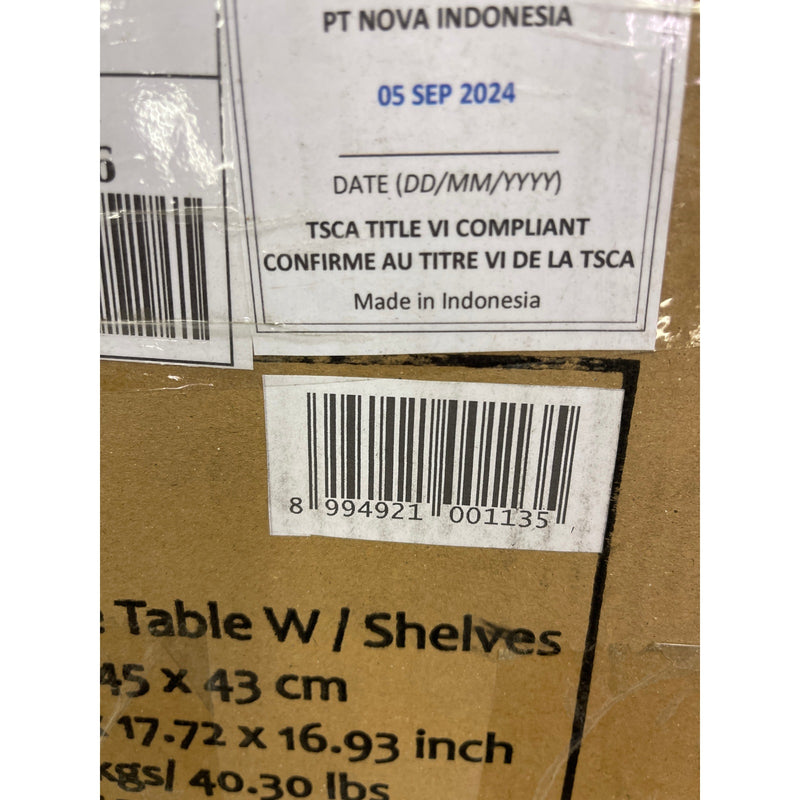 PT NOVA INDONESIA
05 SEP 2024
DATE (DD/MM/YYYY)
TSCA TITLE VI COMPLIANT
CONFIRME AU TITRE VI DE LA TSCA
Made in Indonesia
6
8 994921 001135
Table W / Shelves
45 x 43 cm
x 17.72 x 16.93 inch
kgs/ 40.30 lbs